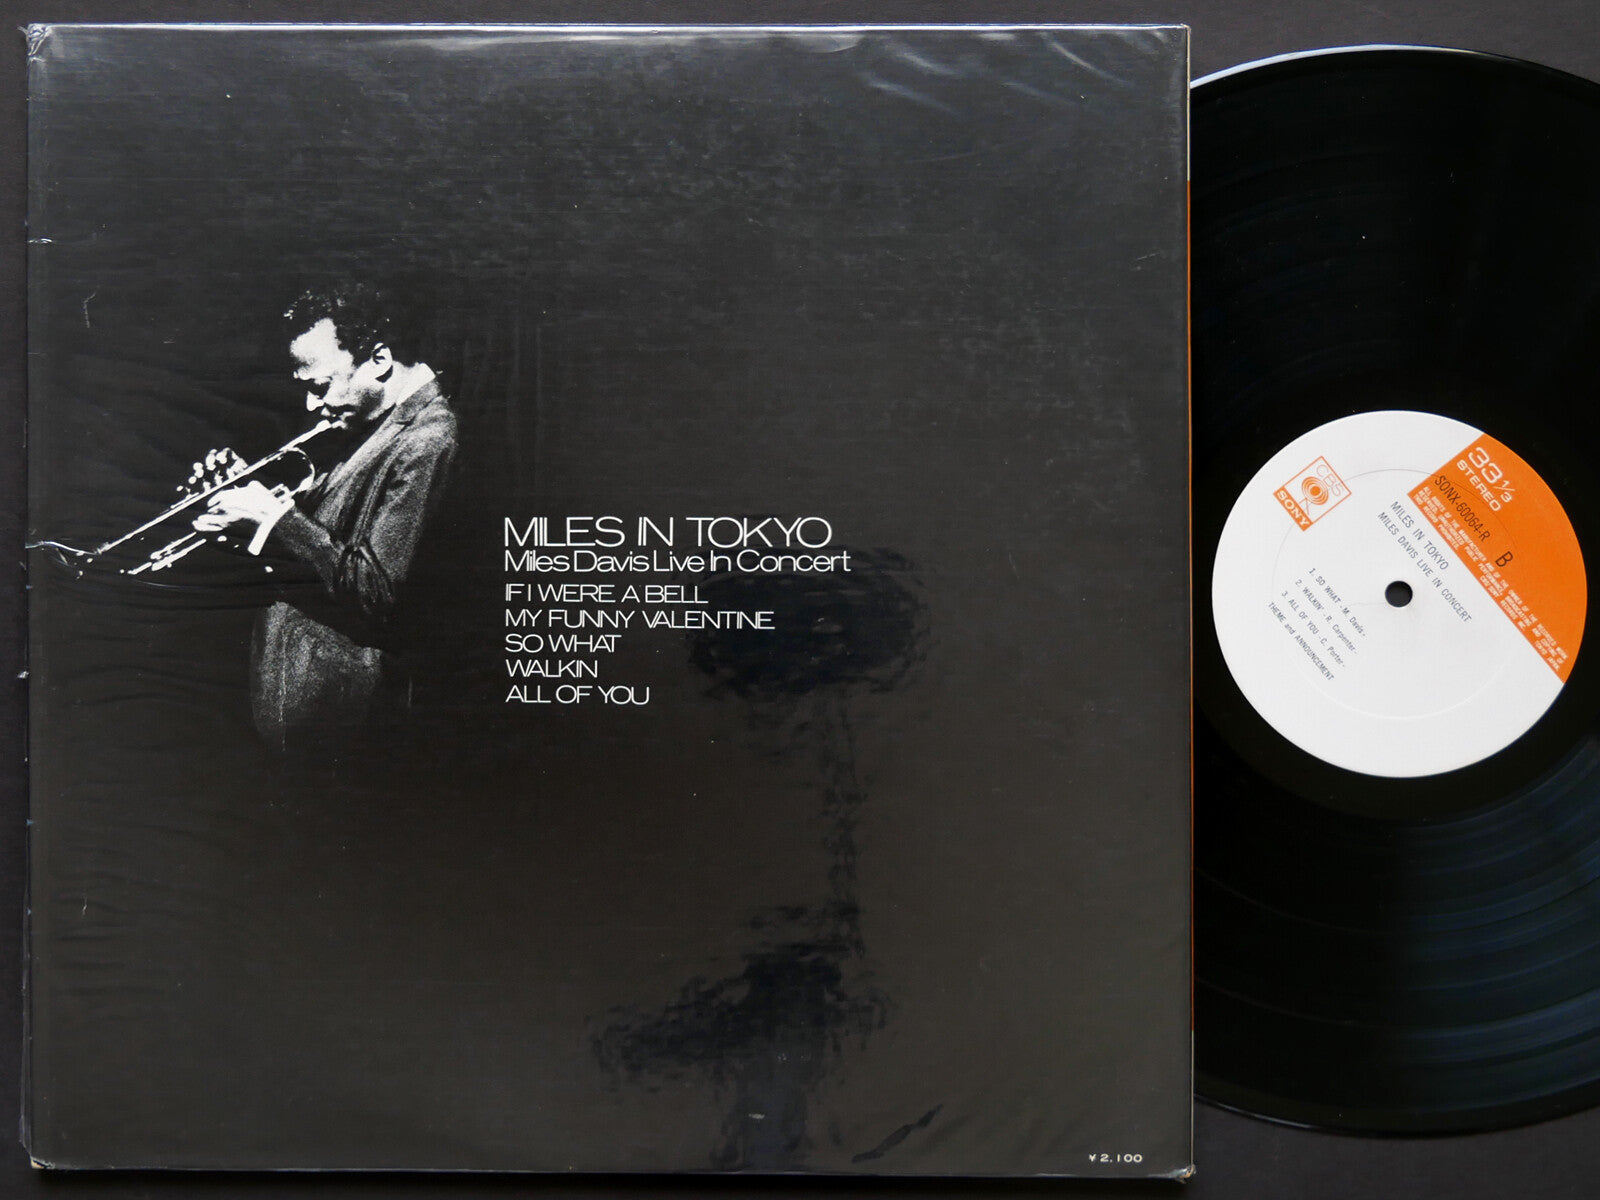 MILES IN TOKYO
Miles Davis Live In Concert
IF I WERE A BELL
MY FUNNY VALENTINE
SO WHAT
WALKIN
ALL OF YOU
¥2,100
CBS
SONY
33 1/3
STEREO
SONX-60064-R
B
MILES IN TOKYO
MILES DAVIS LIVE IN CONCERT
1. SO WHAT -M. Davis-
2. WALKIN' -R. Carpenter-
3. ALL OF YOU -C. Porter-
THEME and ANNOUNCEMENT